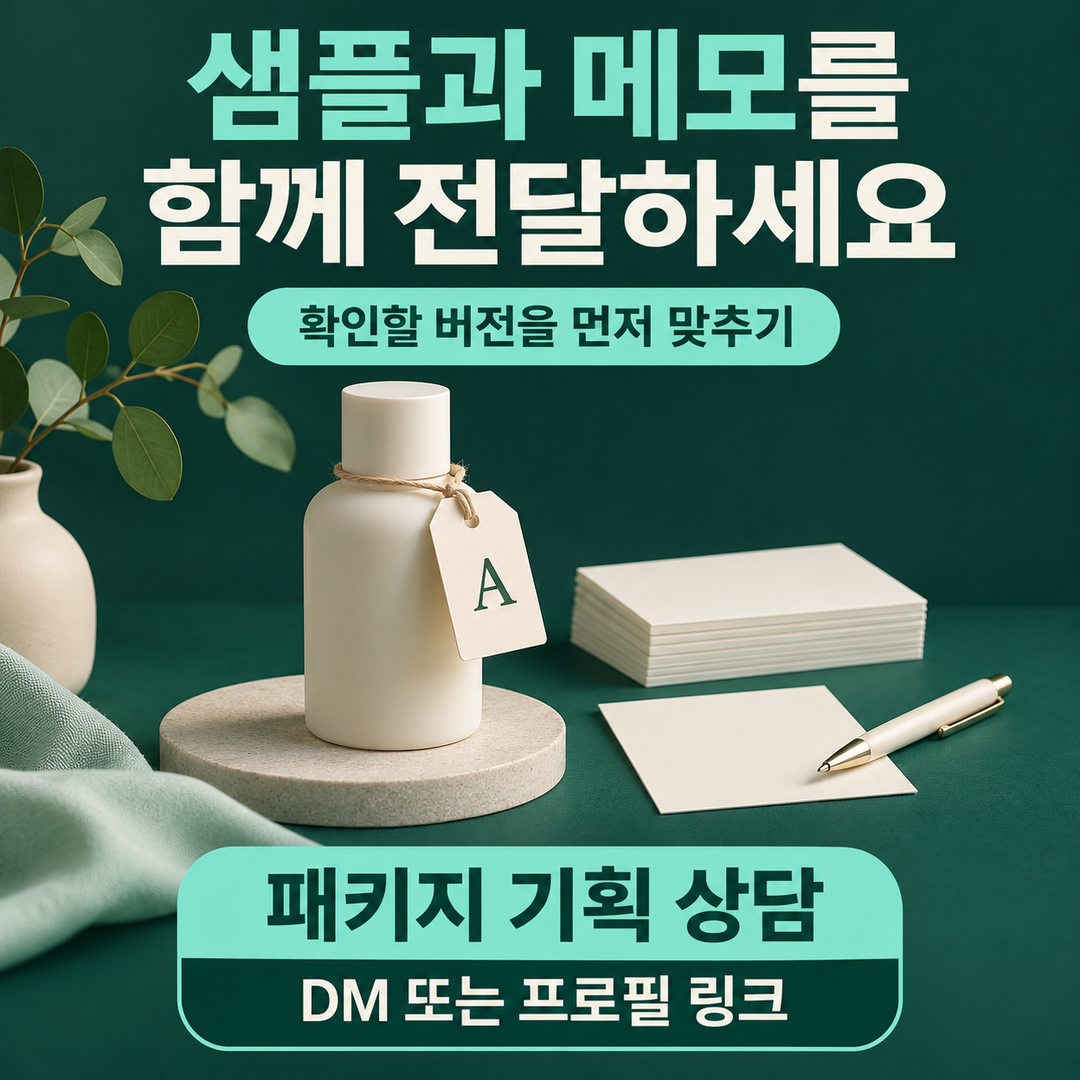 샘플과 메모를
함께 전달하세요
확인할 버전을 먼저 맞추기
A
패키지 기획 상담
DM 또는 프로필 링크